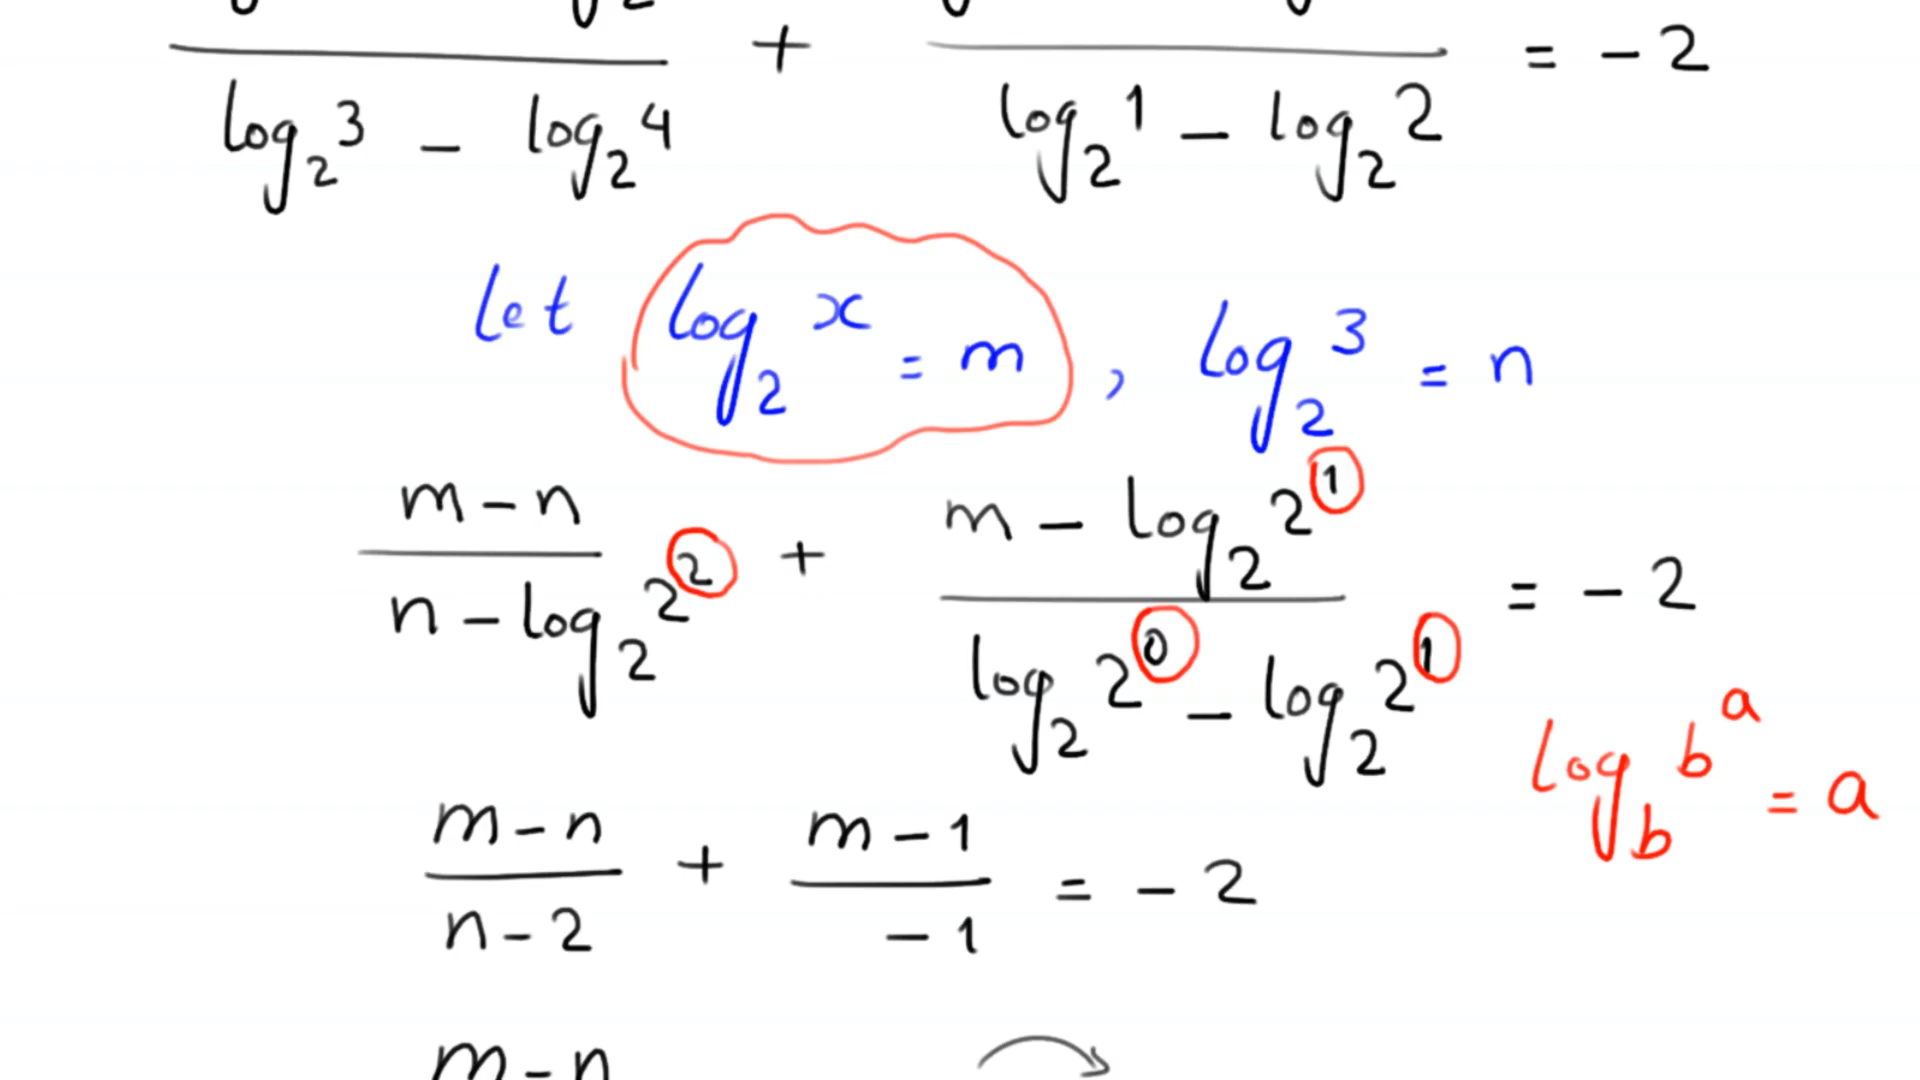 + = -2
log₂3 - log₂4 log₂1 - log₂2
let log₂x = m , log₂3 = n
m - n / n - log₂2² + m - log₂2¹ / log₂2⁰ - log₂2¹ = -2
log_b b^a = a
m - n / n - 2 + m - 1 / -1 = -2
m - n